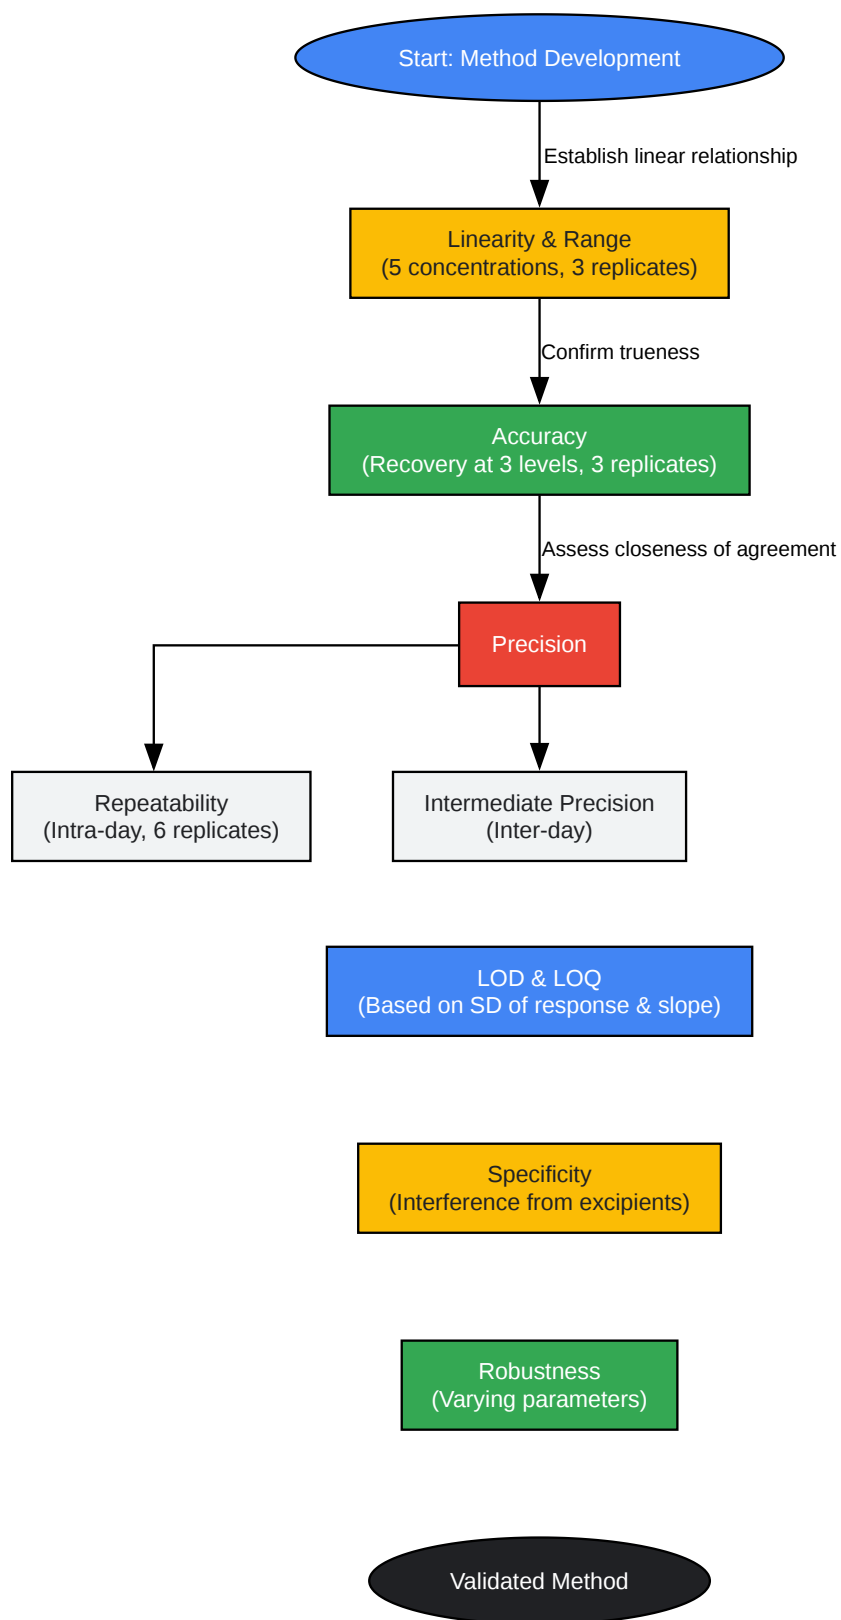 Start: Method Development
Establish linear relationship
Linearity & Range
(5 concentrations, 3 replicates)
Confirm trueness
Accuracy
(Recovery at 3 levels, 3 replicates)
Assess closeness of agreement
Precision
Repeatability
(Intra-day, 6 replicates)
Intermediate Precision
(Inter-day)
LOD & LOQ
(Based on SD of response & slope)
Specificity
(Interference from excipients)
Robustness
(Varying parameters)
Validated Method